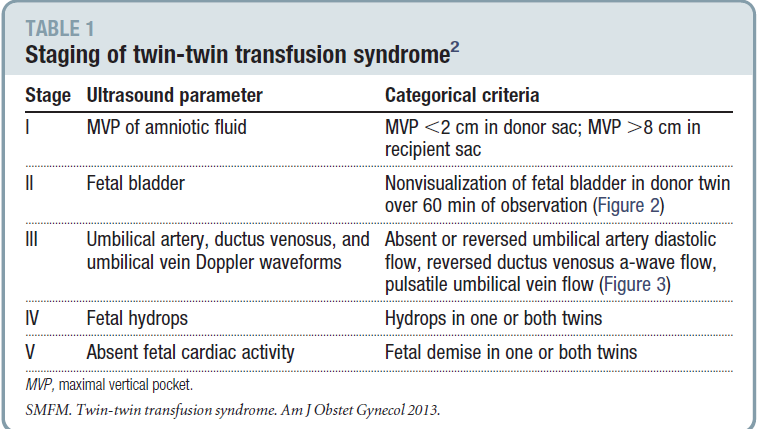 TABLE 1
Staging of twin-twin transfusion syndrome2
Stage Ultrasound parameter Categorical criteria
I MVP of amniotic fluid MVP <2 cm in donor sac; MVP >8 cm in
recipient sac
II Fetal bladder Nonvisualization of fetal bladder in donor twin
over 60 min of observation (Figure 2)
III Umbilical artery, ductus venosus, and Absent or reversed umbilical artery diastolic
umbilical vein Doppler waveforms flow, reversed ductus venosus a-wave flow,
pulsatile umbilical vein flow (Figure 3)
IV Fetal hydrops Hydrops in one or both twins
V Absent fetal cardiac activity Fetal demise in one or both twins
MVP, maximal vertical pocket.
SMFM. Twin-twin transfusion syndrome. Am J Obstet Gynecol 2013.